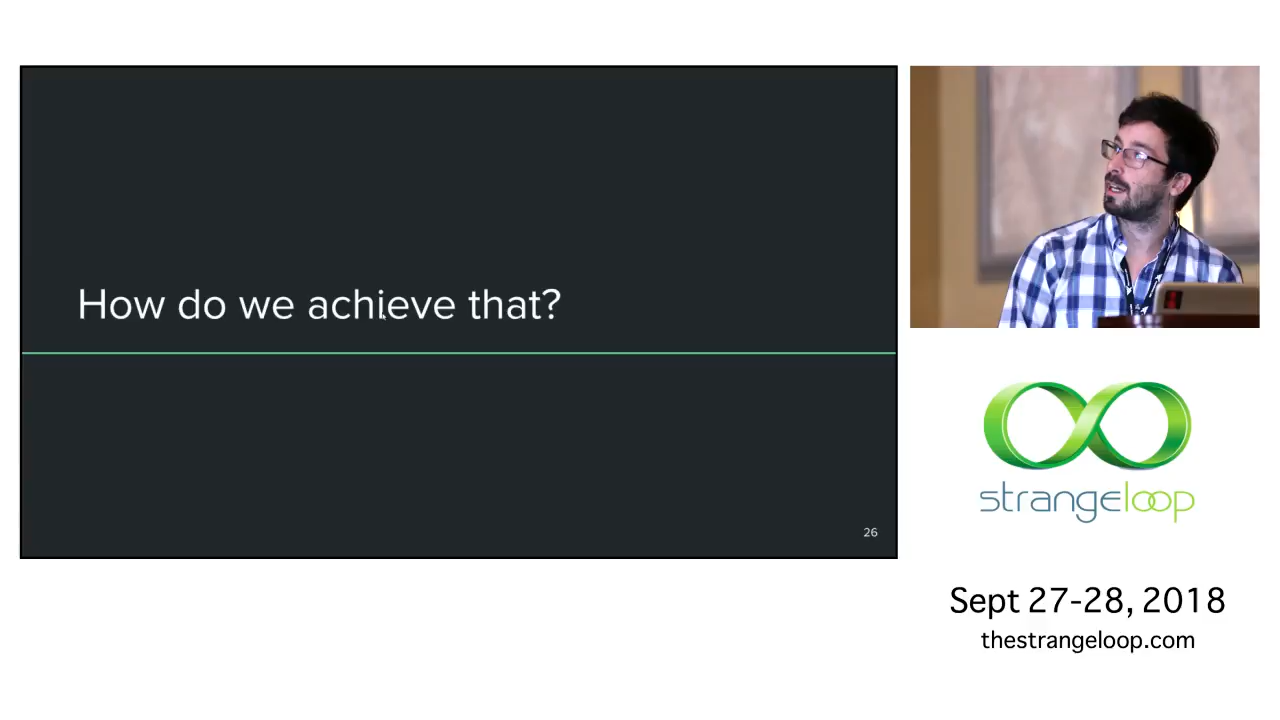 How do we achieve that?
26
strangeloop
Sept 27-28, 2018
thestrangeloop.com